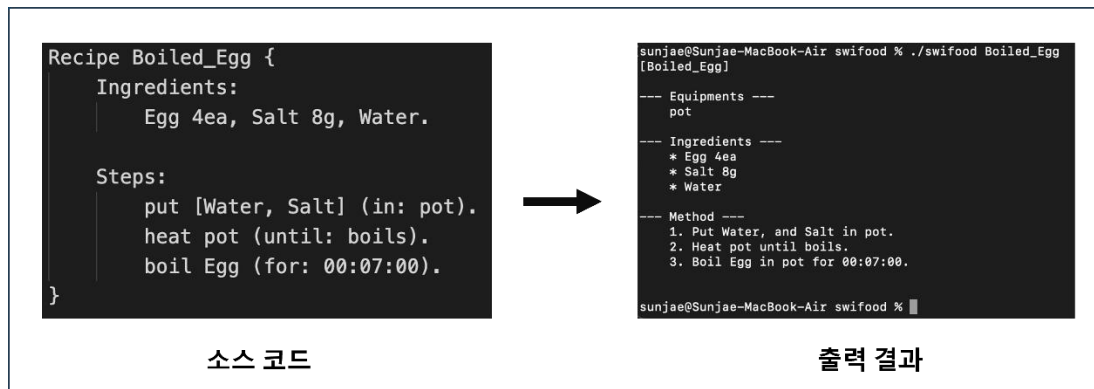 Recipe Boiled_Egg {
Ingredients:
Egg 4ea, Salt 8g, Water.
Steps:
put [Water, Salt] (in: pot).
heat pot (until: boils).
boil Egg (for: 00:07:00).
}
소스 코드
sunjae@Sunjae-MacBook-Air swifood % ./swifood Boiled_Egg
[Boiled_Egg]
--- Equipments ---
pot
--- Ingredients ---
* Egg 4ea
* Salt 8g
* Water
--- Method ---
1. Put Water, and Salt in pot.
2. Heat pot until boils.
3. Boil Egg in pot for 00:07:00.
sunjae@Sunjae-MacBook-Air swifood %
출력 결과